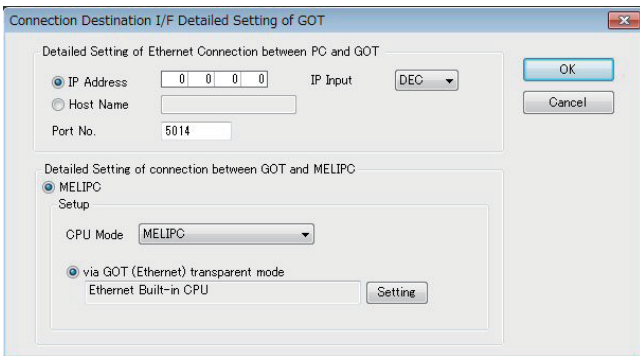 Connection Destination I/F Detailed Setting of GOT
Detailed Setting of Ethernet Connection between PC and GOT
IP Address 0 0 0 0 IP Input DEC
Host Name
Port No. 5014
OK
Cancel
Detailed Setting of connection between GOT and MELIPC
MELIPC
Setup
CPU Mode MELIPC
via GOT (Ethernet) transparent mode
Ethernet Built-in CPU Setting